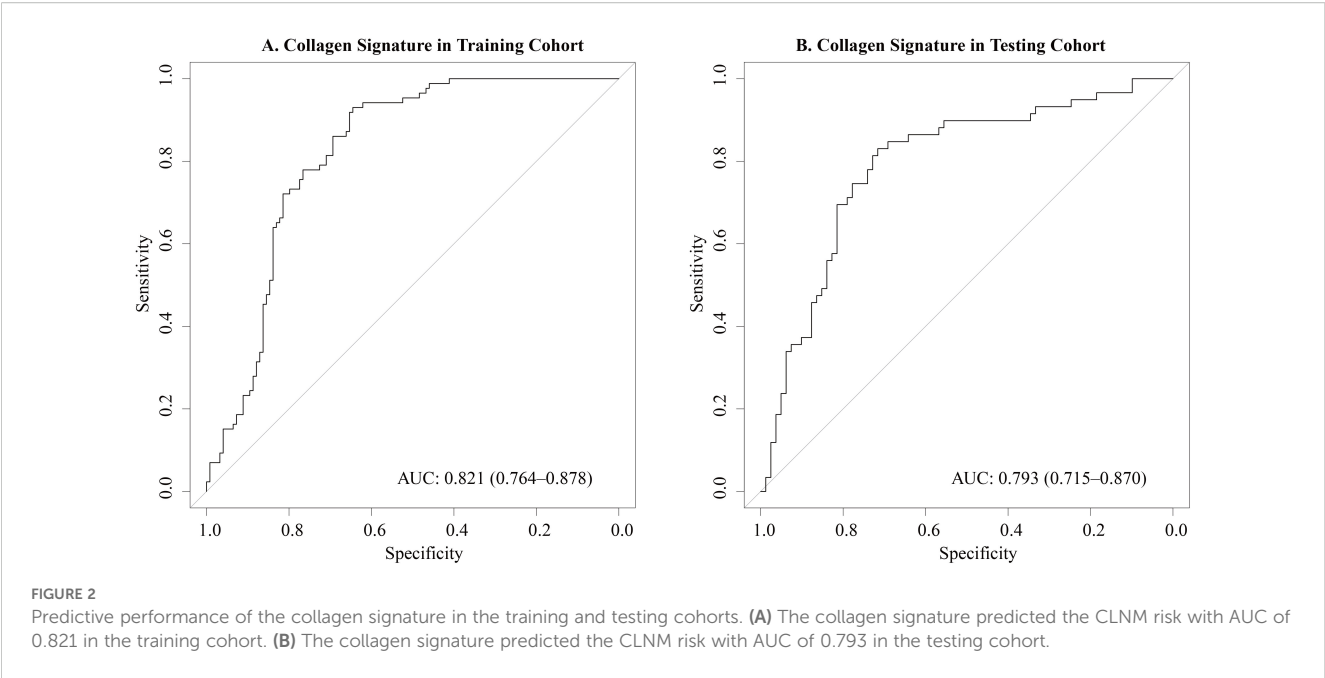 A. Collagen Signature in Training Cohort
1.0
0.8
0.6
0.4
0.2
0.0
Sensitivity
AUC: 0.821 (0.764–0.878)
1.0 0.8 0.6 0.4 0.2 0.0
Specificity
B. Collagen Signature in Testing Cohort
1.0
0.8
0.6
0.4
0.2
0.0
Sensitivity
AUC: 0.793 (0.715–0.870)
1.0 0.8 0.6 0.4 0.2 0.0
Specificity
FIGURE 2
Predictive performance of the collagen signature in the training and testing cohorts. (A) The collagen signature predicted the CLNM risk with AUC of
0.821 in the training cohort. (B) The collagen signature predicted the CLNM risk with AUC of 0.793 in the testing cohort.